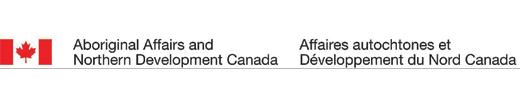 Aboriginal Affairs and
Northern Development Canada
Affaires autochtones et
Développement du Nord Canada